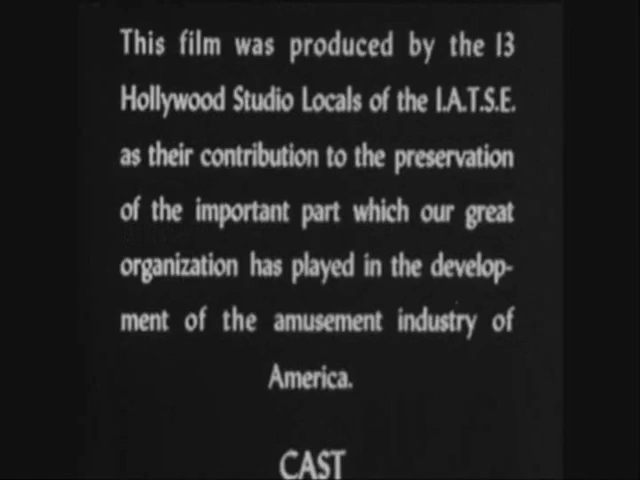 This film was produced by the 13
Hollywood Studio Locals of the I.A.T.S.E.
as their contribution to the preservation
of the important part which our great
organization has played in the develop-
ment of the amusement industry of
America.
CAST